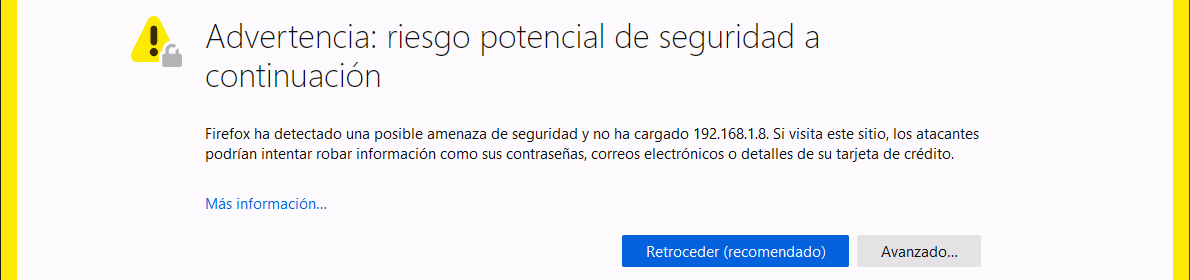 Advertencia: riesgo potencial de seguridad a
continuación
Firefox ha detectado una posible amenaza de seguridad y no ha cargado 192.168.1.8. Si visita este sitio, los atacantes
podrían intentar robar información como sus contraseñas, correos electrónicos o detalles de su tarjeta de crédito.
Más información...
Retroceder (recomendado) Avanzado...